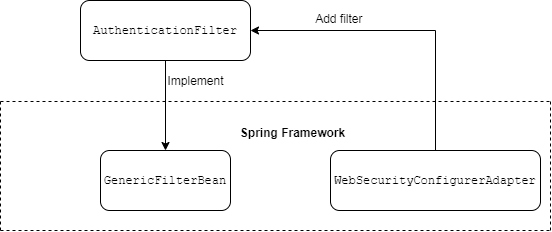 Add filter
AuthenticationFilter
Implement
Spring Framework
GenericFilterBean
WebSecurityConfigurerAdapter